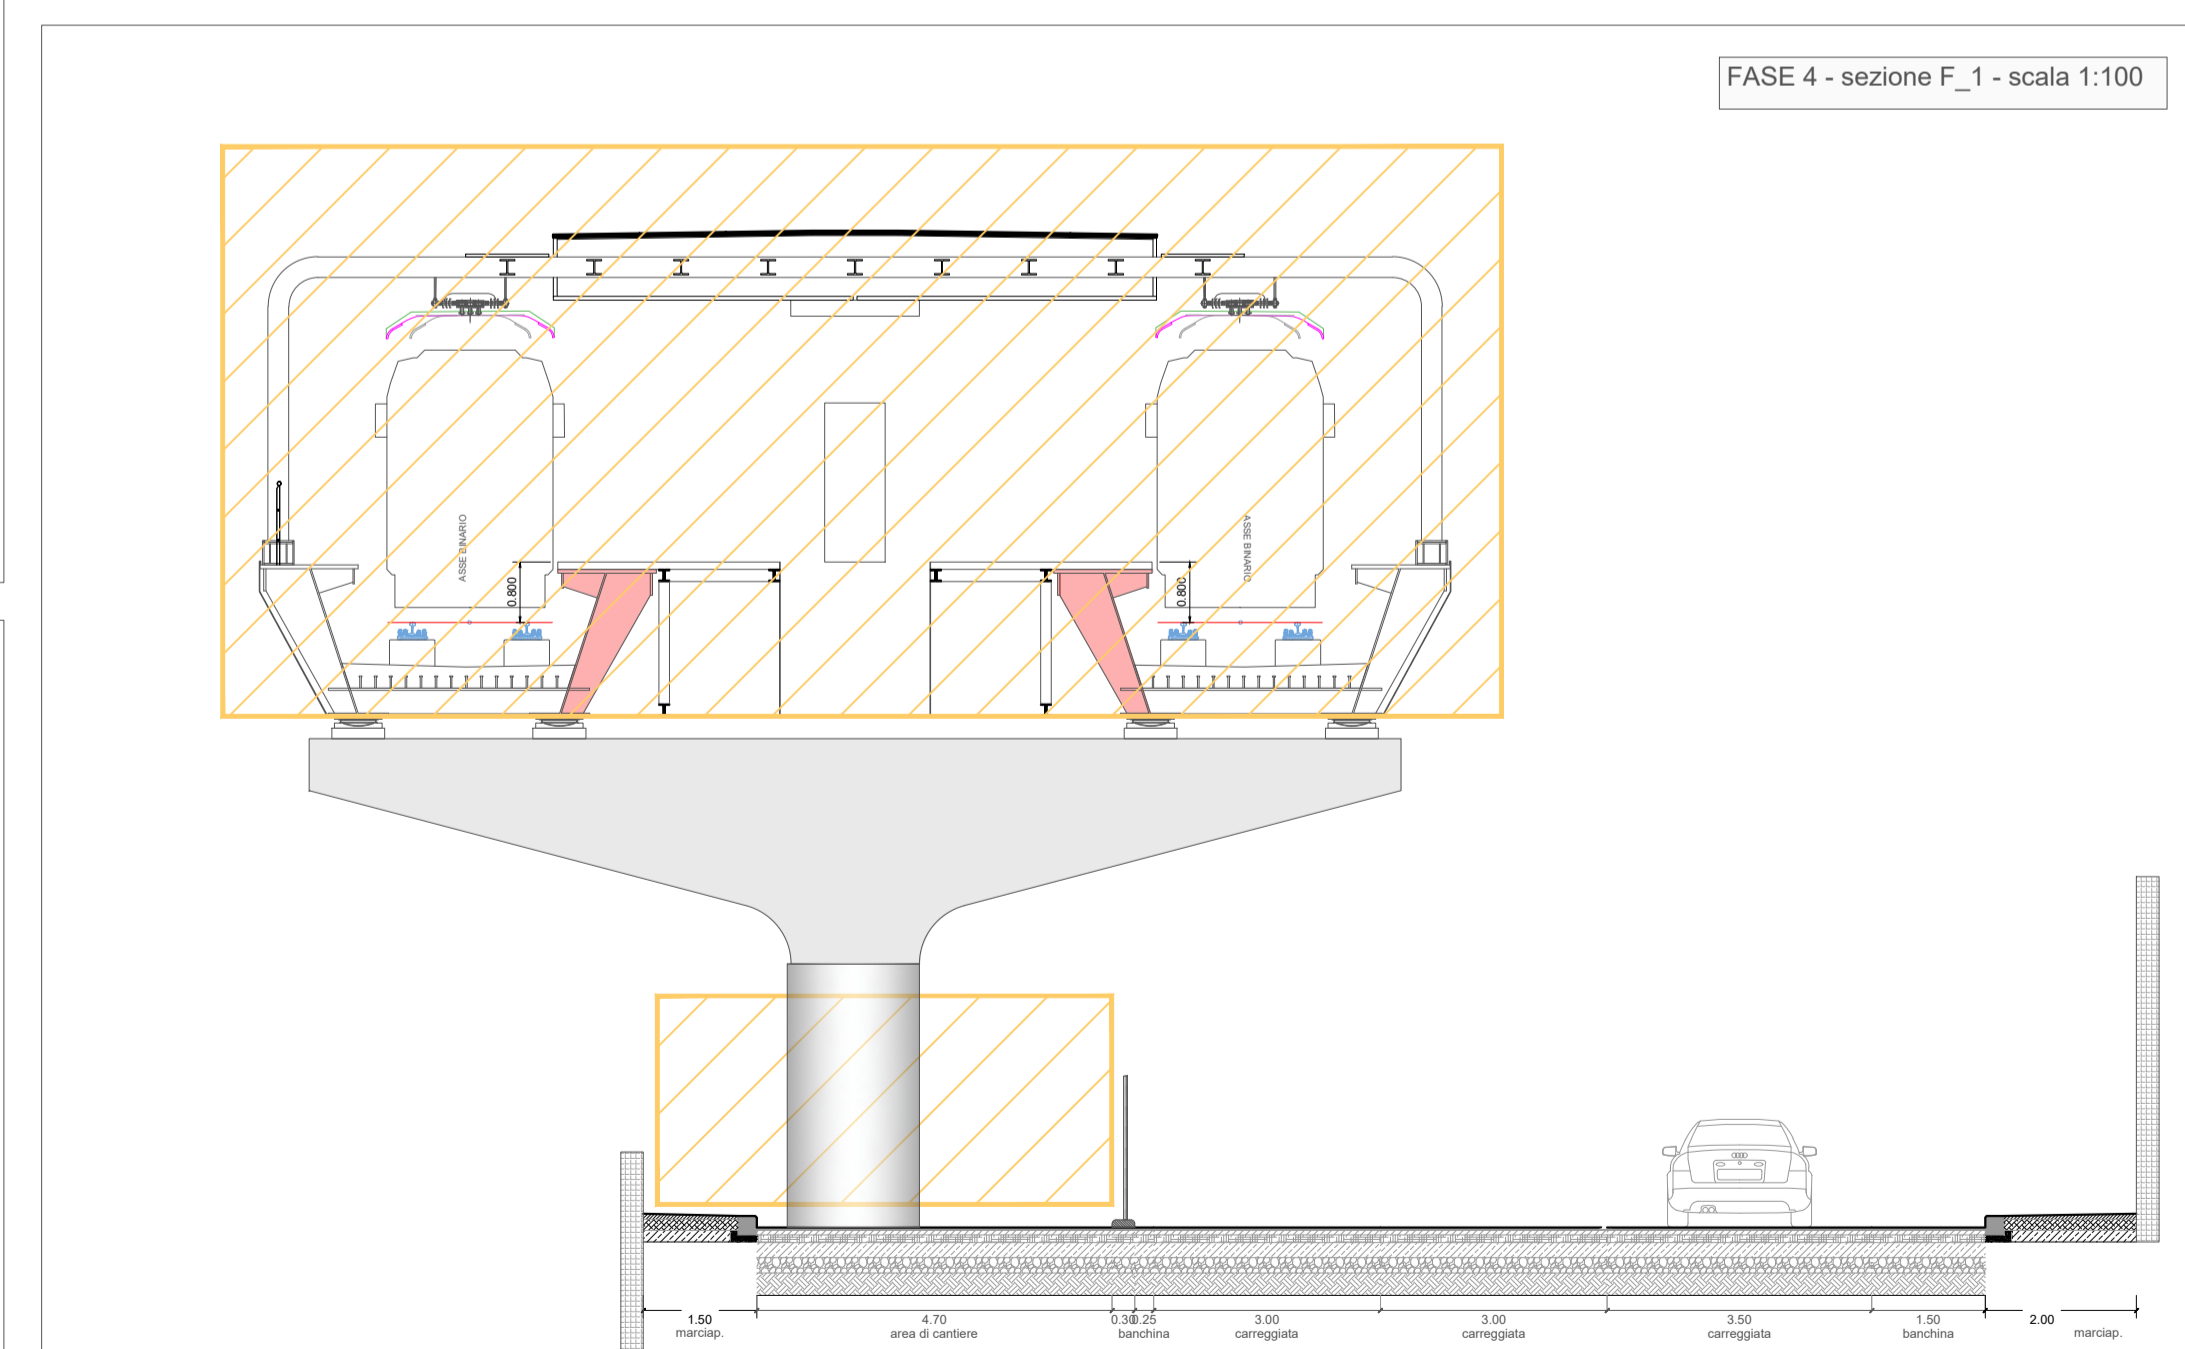 FASE 4 - sezione F_1 - scala 1:100
ASSE BINARIO
ASSE BINARIO
0.800
0.800
1.50
marciap.
4.70
area di cantiere
0.30
0.25
banchina
3.00
carreggiata
3.00
carreggiata
3.50
carreggiata
1.50
banchina
2.00
marciap.